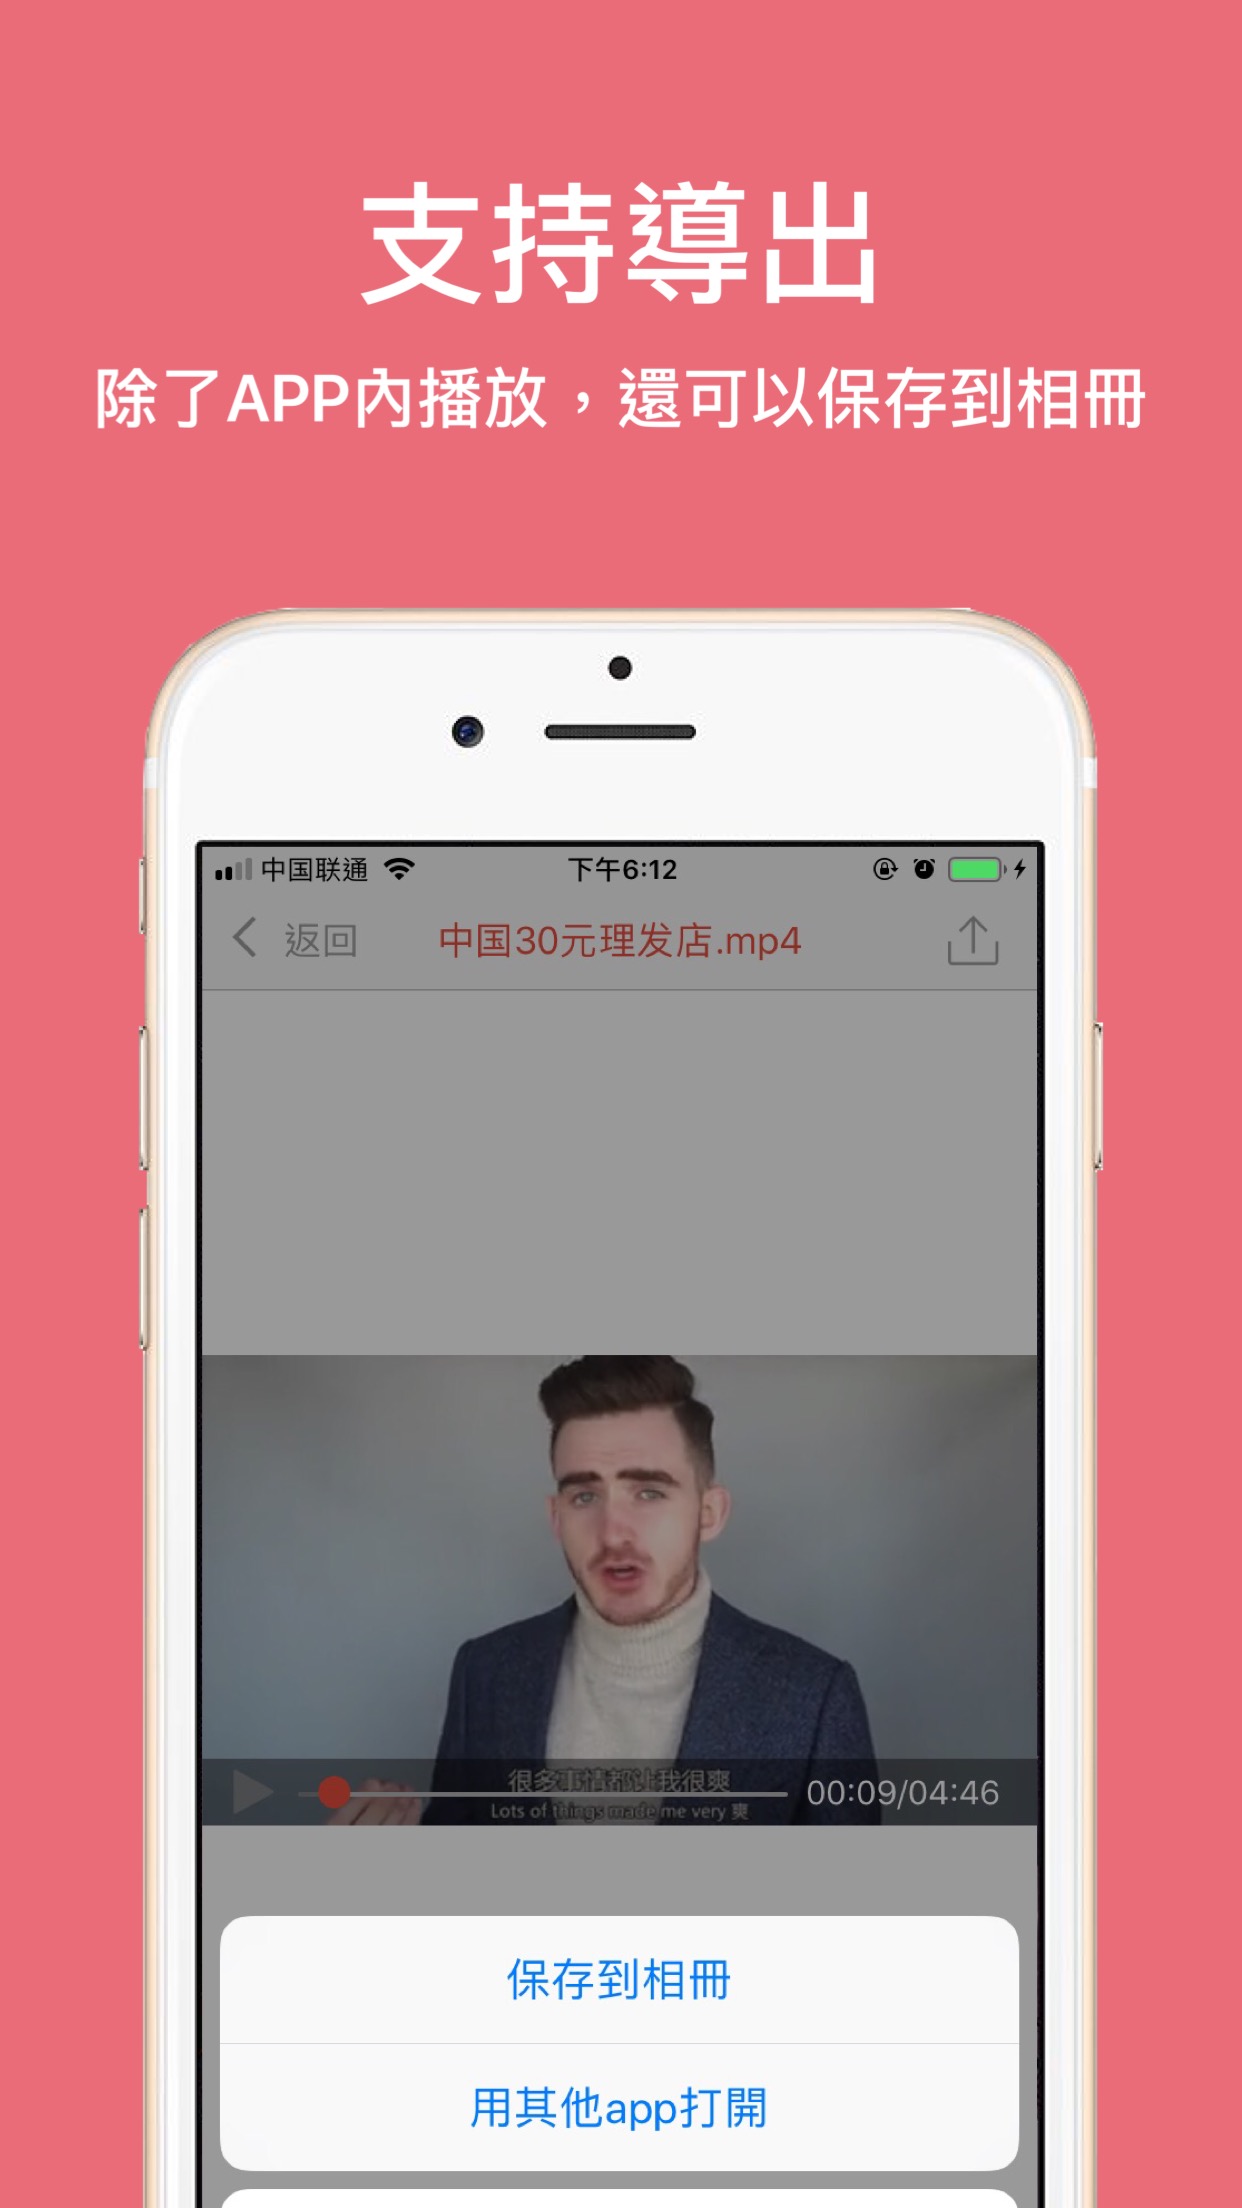 支持導出
除了APP內播放，還可以保存到相冊
中国联通 下午6:12
返回 中国30元理发店.mp4
很多事情都让我很爽
00:09/04:46
Lots of things made me very 爽
保存到相冊
用其他app打開